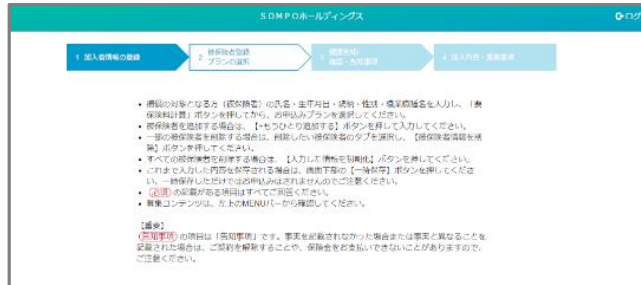 SOMPOホールディングス
ログ
1 加入者情報の登録
2 被保険者登録
プランの選択
3 健康告知
確認・告知事項
4 加入内容・重要事項
• 補償の対象となる方(被保険者)の氏名・生年月日・続柄・性別・職業職種名を入力し、「要
保険料計算」ボタンを押してから、お申込みプランを選択してください。
• 被保険者を追加する場合は、【+もうひとり追加する】ボタンを押して入力してください。
• 一部の被保険者を削除する場合は、削除したい被保険者のタブを選択し、【被保険者情報を削
除】ボタンを押してください。
• すべての被保険者を削除する場合は、【入力した情報を初期化】ボタンを押してください。
• これまで入力した内容を保存される場合は、画面下部の【一時保存】ボタンを押してくださ
い。一時保存しただけではお申込みはされませんのでご注意ください。
• 必須 の記載がある項目はすべてご回答ください。
• 募集コンテンツは、左上のMENUバーから確認してください。
【重要】
告知事項 の項目は「告知事項」です。事実を記載されなかった場合または事実と異なることを
記載された場合は、ご契約を解除することや、保険金をお支払いできないことがありますので、
ご注意ください。